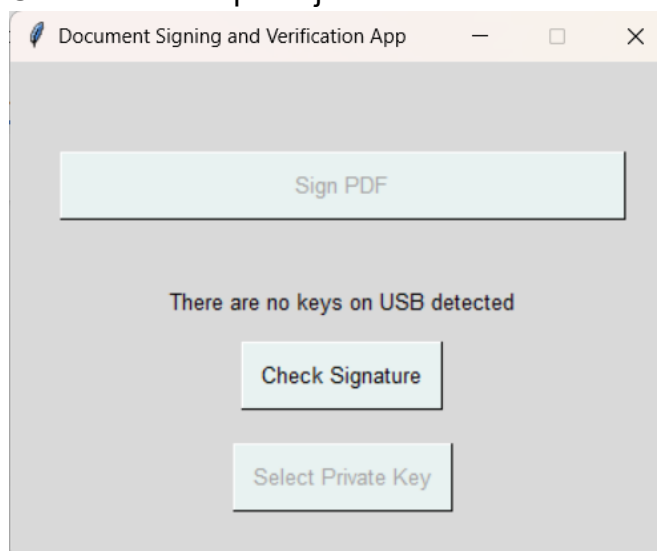 Document Signing and Verification App
Sign PDF
There are no keys on USB detected
Check Signature
Select Private Key